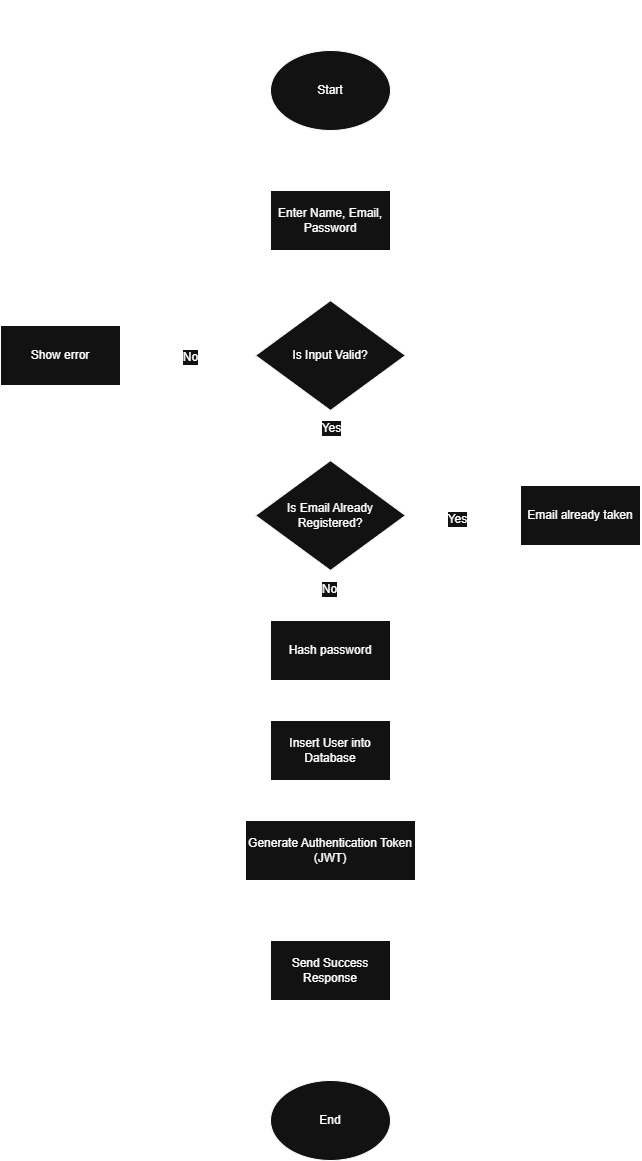 Start
Enter Name, Email,
Password
Is Input Valid?
No
Show error
Yes
Is Email Already
Registered?
Yes
Email already taken
No
Hash password
Insert User into
Database
Generate Authentication Token
(JWT)
Send Success
Response
End